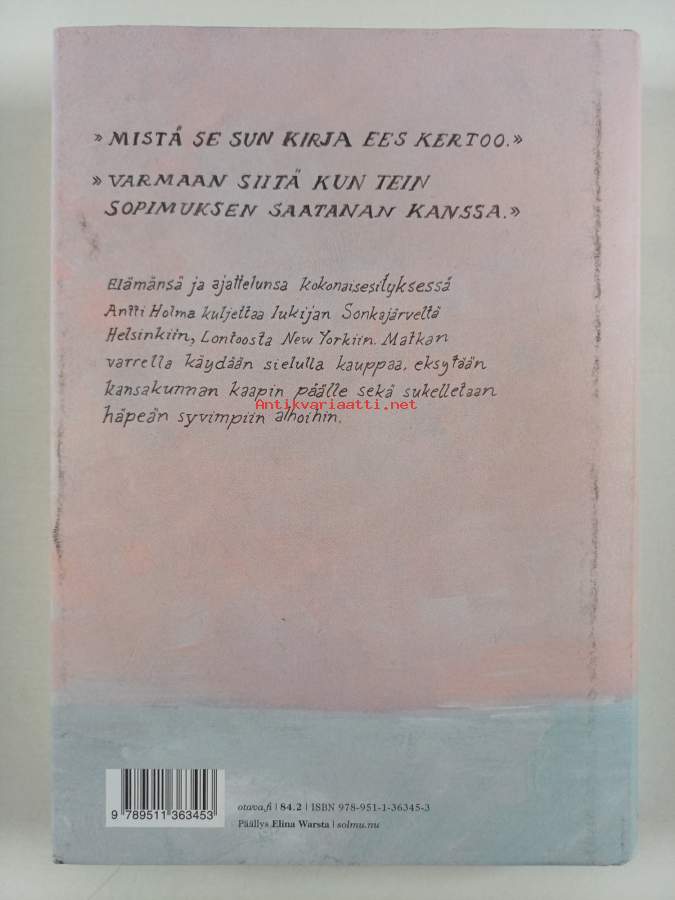 » MISTÄ SE SUN KIRJA EES KERTOO.»
» VARMAAN SIITÄ KUN TEIN
SOPIMUKSEN SAATANAN KANSSA.»
Elämänsä ja ajattelunsa kokonaisesityksessä
Antti Holma kuljettaa lukijan Sonkajärveltä
Helsinkiin, Lontoosta New Yorkiin. Matkan
varrella käydään sielulla kauppaa, eksytään
kansakunnan kaapin päälle sekä sukelletaan
Antikvariaatti.net
häpeän syvimpiin alhoihin.
9 789511 363453
otava.fi | 84.2 | ISBN 978-951-1-36345-3
Päällys Elina Warsta | solmu.nu